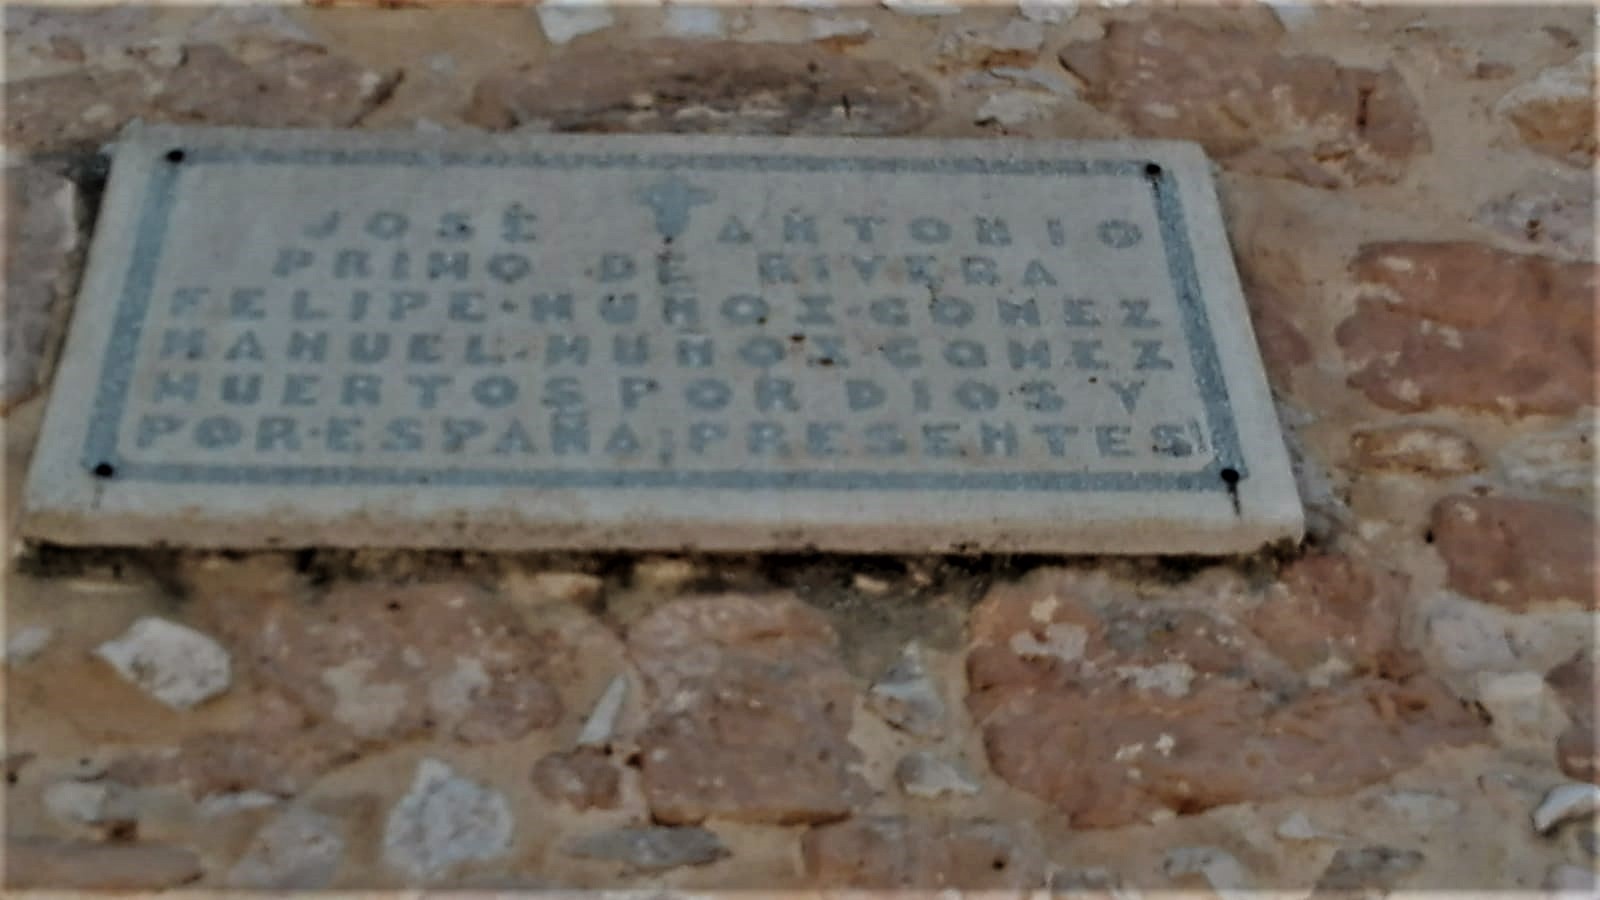 JOSÉ ANTONIO
PRIMO DE RIVERA
FELIPE·MUÑOZ·GOMEZ
MANUEL·MUÑOZ·GOMEZ
MUERTOS POR DIOS Y
POR·ESPAÑA¡PRESENTES!